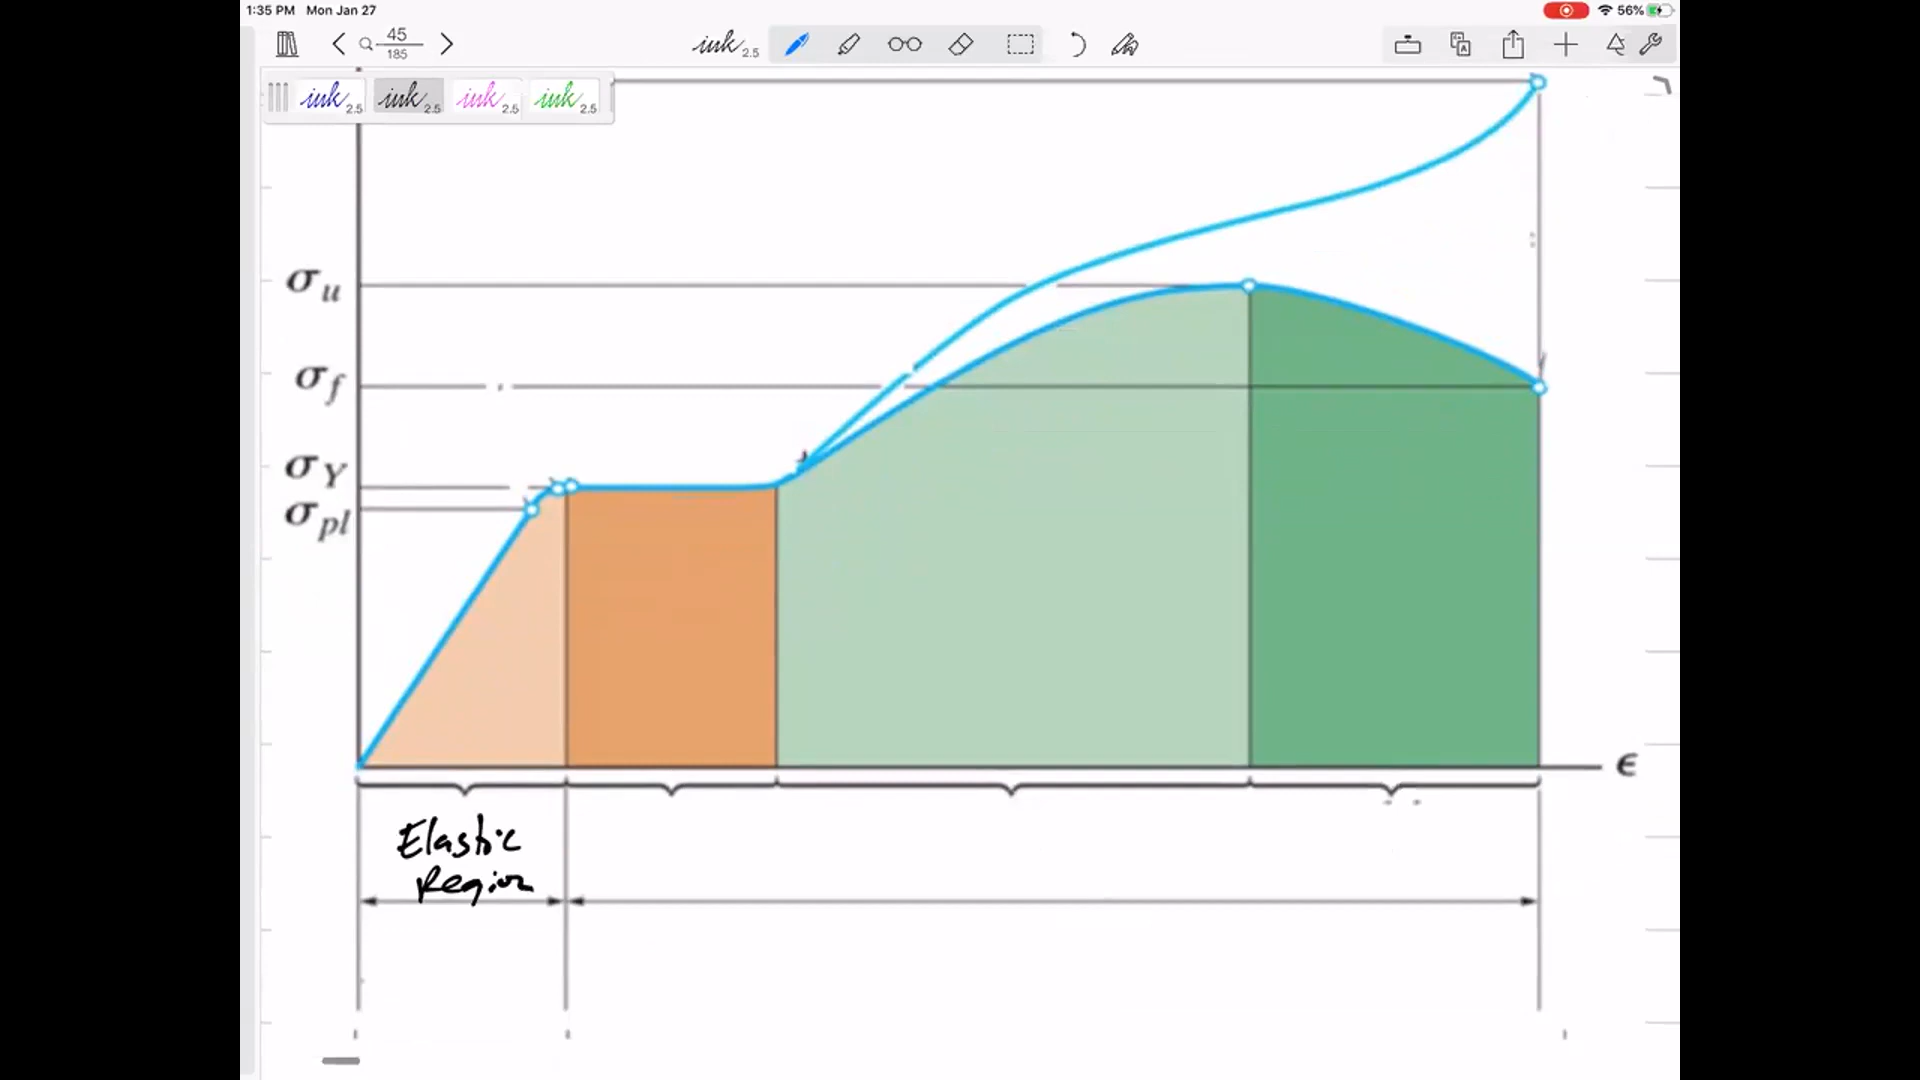 1:35 PM Mon Jan 27
56%
45
185
ink 2.5
ink 2.5 ink 2.5 ink 2.5 ink 2.5
σu
σf
σY
σpl
ϵ
Elastic
Region